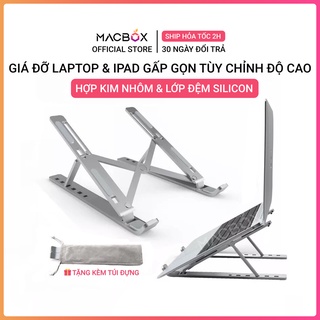 MACBOX
OFFICIAL STORE
SHIP HỎA TỐC 2H
30 NGÀY ĐỔI TRẢ
GIÁ ĐỠ LAPTOP & IPAD GẤP GỌN TÙY CHỈNH ĐỘ CAO
HỢP KIM NHÔM & LỚP ĐỆM SILICON
TẶNG KÈM TÚI ĐỰNG